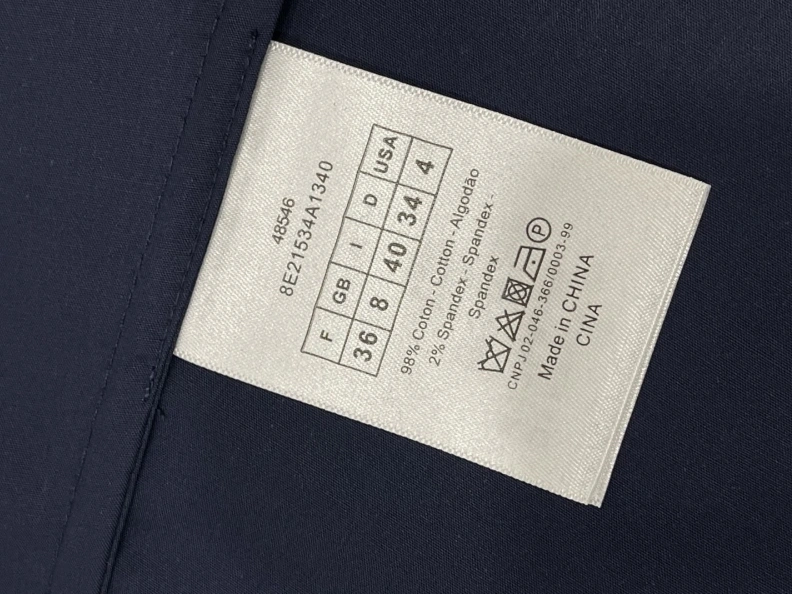 48546
8E21534A1340
F GB I D USA
36 8 40 34 4
98% Coton - Cotton - Algodão
2% Spandex - Spandex -
Spandex
P
CNPJ 02-046-366/0003-99
Made in CHINA
CINA